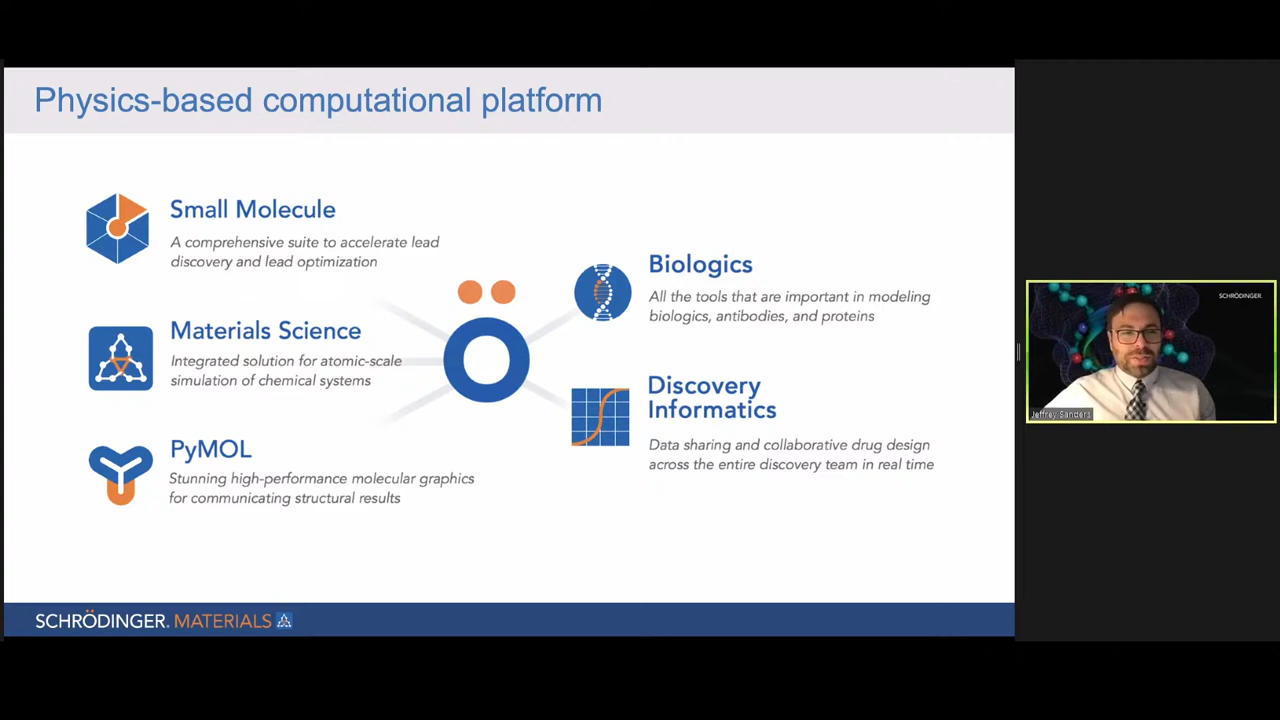 Physics-based computational platform
Small Molecule
A comprehensive suite to accelerate lead
discovery and lead optimization
Materials Science
Integrated solution for atomic-scale
simulation of chemical systems
PyMOL
Stunning high-performance molecular graphics
for communicating structural results
Ö
Biologics
All the tools that are important in modeling
biologics, antibodies, and proteins
Discovery
Informatics
Data sharing and collaborative drug design
across the entire discovery team in real time
SCHRÖDINGER. MATERIALS
SCHRÖDINGER.
Jeffrey Sanders